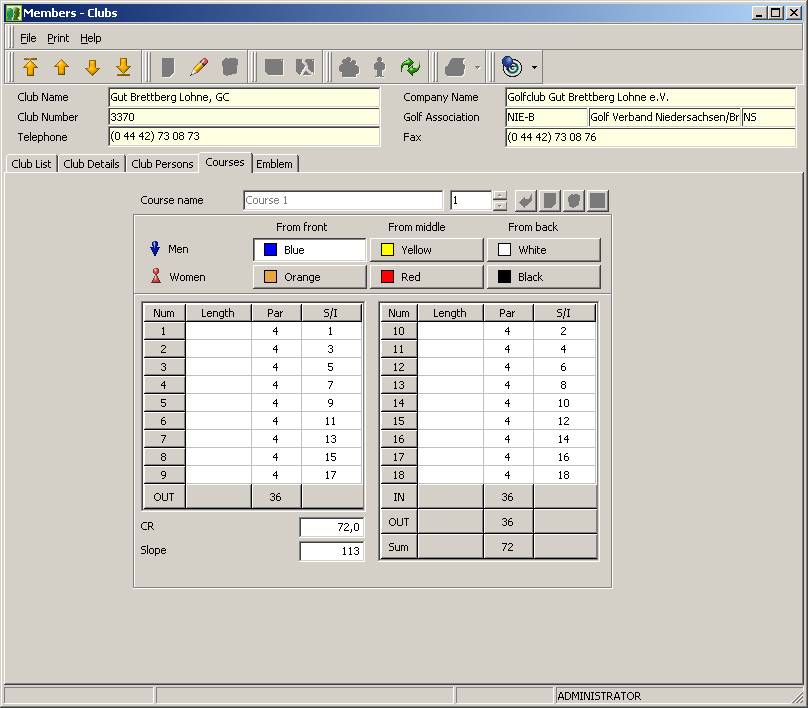 Members - Clubs
File Print Help
Club Name Gut Brettberg Lohne, GC Company Name Golfclub Gut Brettberg Lohne e.V.
Club Number 3370 Golf Association NIE-B Golf Verband Niedersachsen/Br NS
Telephone (0 44 42) 73 08 73 Fax (0 44 42) 73 08 76
Club List Club Details Club Persons Courses Emblem
Course name Course 1 1
From front From middle From back
Men Blue Yellow White
Women Orange Red Black
Num Length Par S/I Num Length Par S/I
1 4 1 10 4 2
2 4 3 11 4 4
3 4 5 12 4 6
4 4 7 13 4 8
5 4 9 14 4 10
6 4 11 15 4 12
7 4 13 16 4 14
8 4 15 17 4 16
9 4 17 18 4 18
OUT 36 IN 36
CR 72,0 OUT 36
Slope 113 Sum 72
ADMINISTRATOR